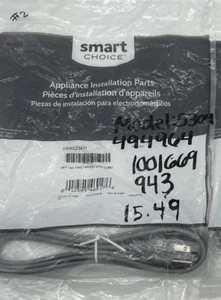 #2
smart
CHOICE
Appliance Installation Parts
Pièces d'installation d'appareils
Piezas de instalación para electrodomésticos
Model-5304
494964
1001669
943
15.49